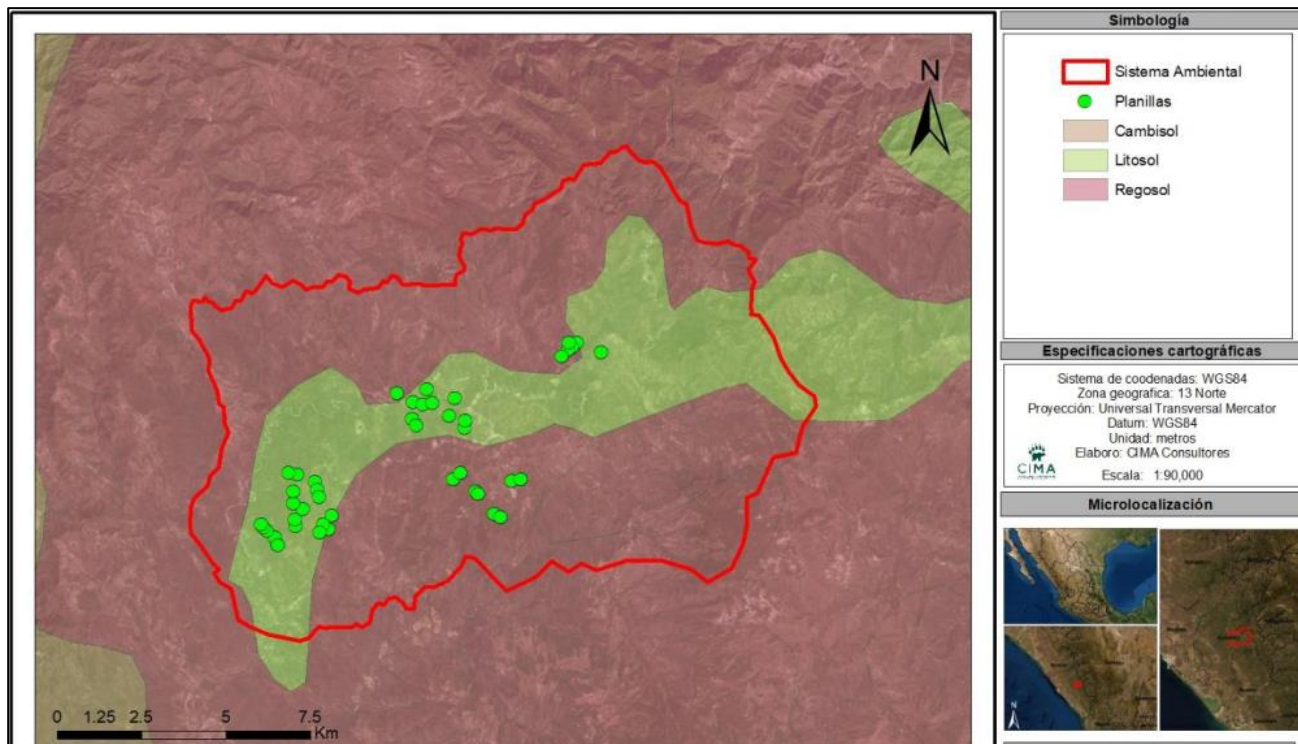 Simbología
Sistema Ambiental
Planillas
Cambisol
Litosol
Regosol
N
Especificaciones cartográficas
Sistema de coodenadas: WGS84
Zona geografica: 13 Norte
Proyección: Universal Transversal Mercator
Datum: WGS84
Unidad: metros
Elaboro: CIMA Consultores
CIMA
Escala: 1:90,000
Microlocalización
N
0 1.25 2.5 5 7.5
Km